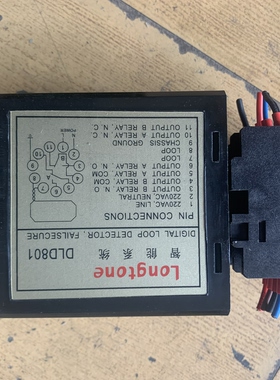 Longtone
智能系统
DLD801
DIGITAL LOOP DETECTOR, FAILSECURE
PIN CONNECTIONS
1 220VAC LINE
2 220VAC NEUTRAL
3 OUTPUT B RELAY, N.O
4 OUTPUT B RELAY, COM
5 OUTPUT A RELAY, COM
6 OUTPUT A RELAY, N.O
7 LOOP
8 LOOP
9 CHASSIS GROUND
10 OUTPUT A RELAY, N.C
11 OUTPUT B RELAY, N.C
N L
POWER
A
B